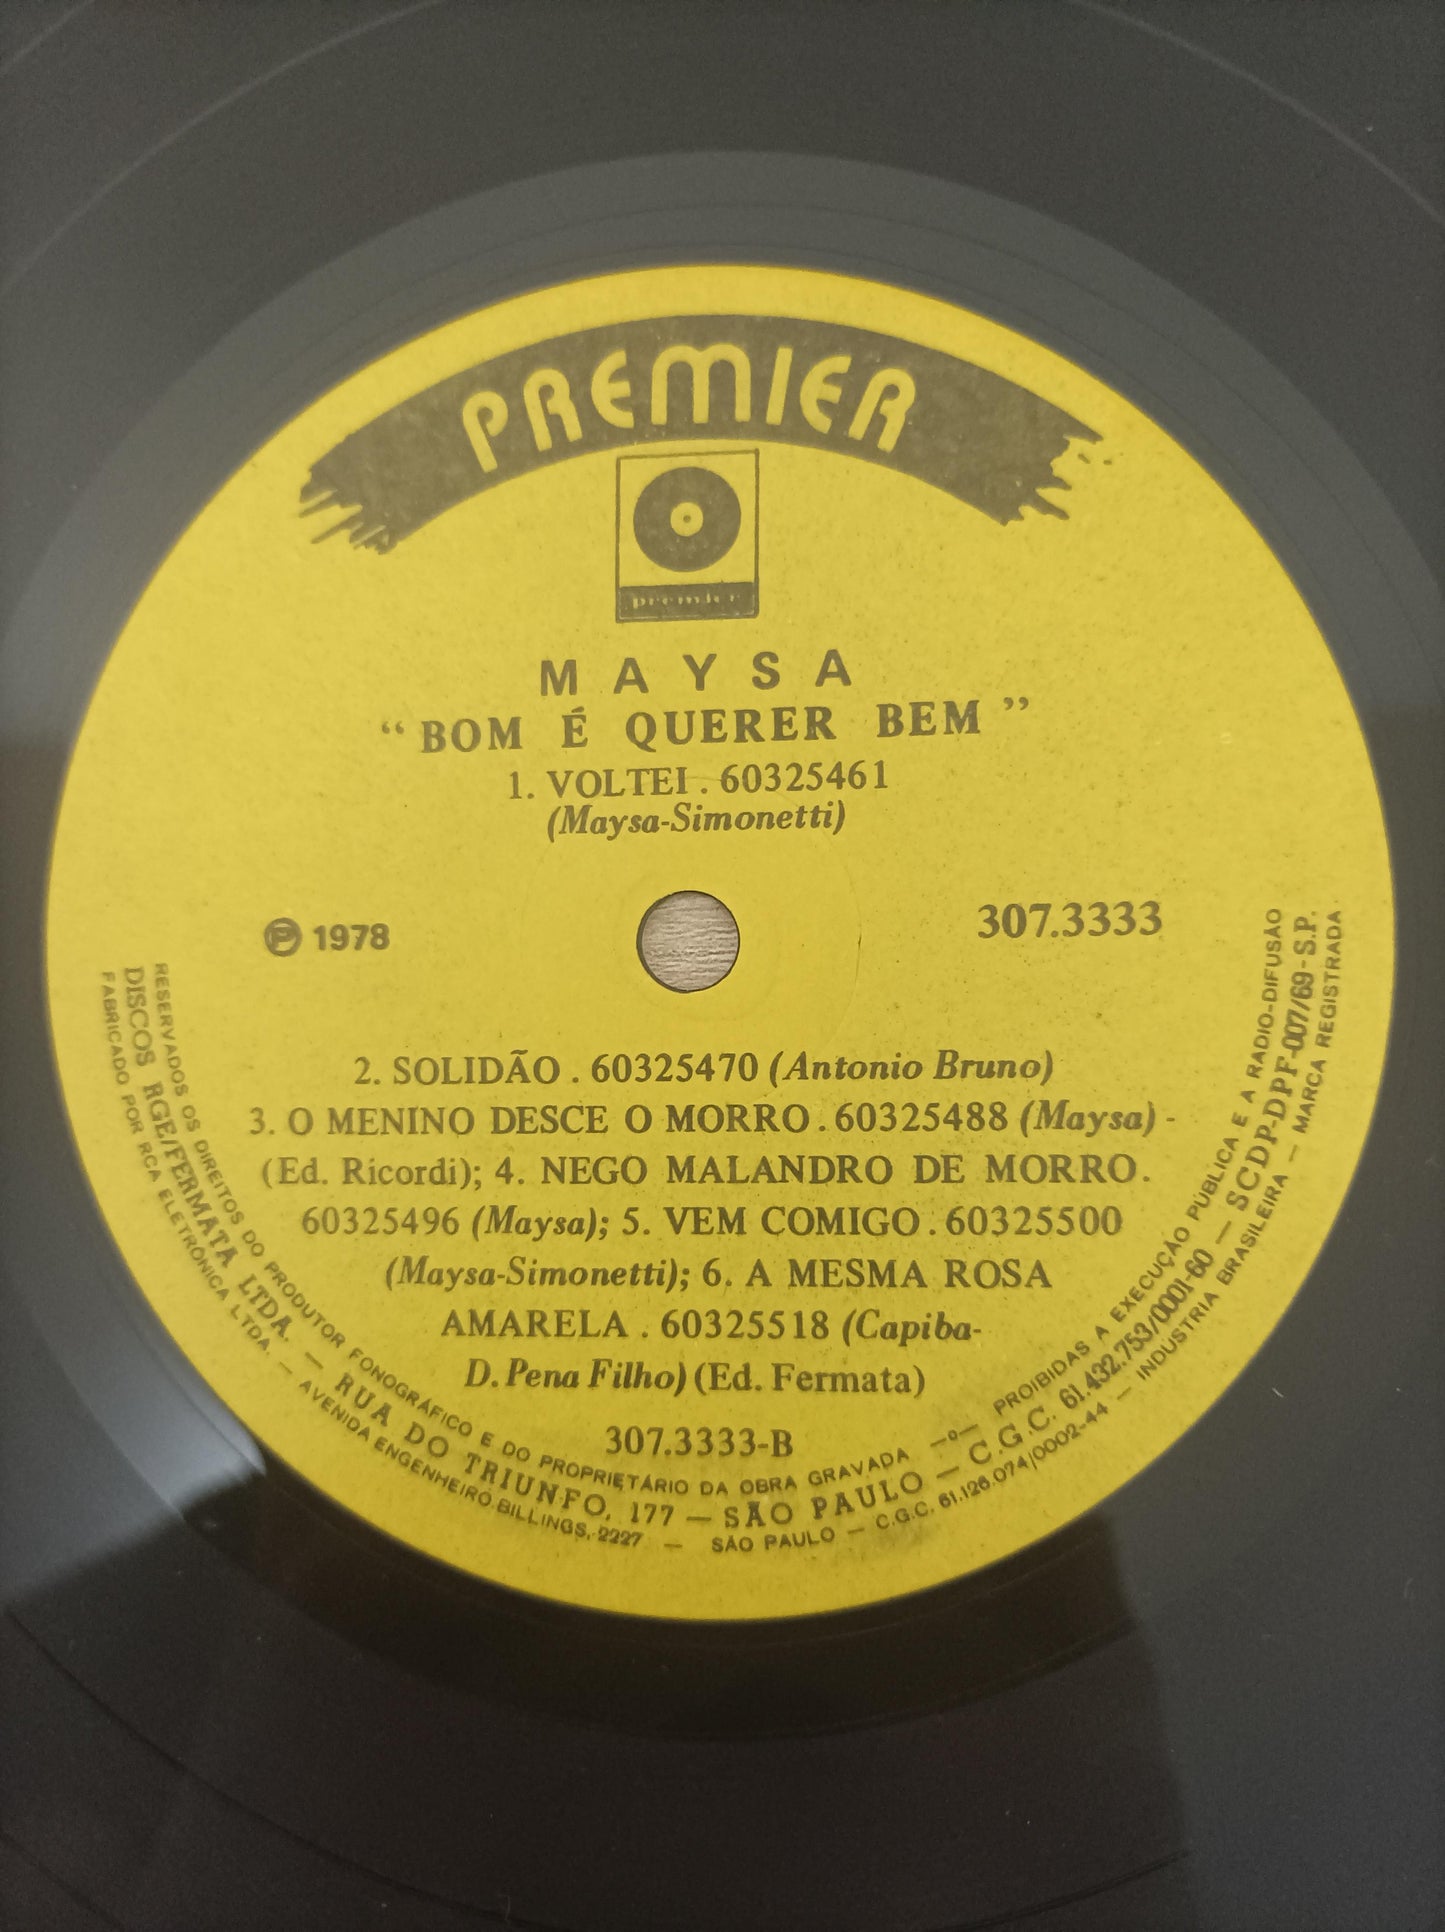 PREMIER
premier
MAYSA
“BOM É QUERER BEM”
1. VOLTEI . 60325461
(Maysa-Simonetti)
Ⓟ 1978
307.3333
2. SOLIDÃO . 60325470 (Antonio Bruno)
3. O MENINO DESCE O MORRO . 60325488 (Maysa) -
(Ed. Ricordi); 4. NEGO MALANDRO DE MORRO.
60325496 (Maysa); 5. VEM COMIGO . 60325500
(Maysa-Simonetti); 6. A MESMA ROSA
AMARELA . 60325518 (Capiba-
D. Pena Filho) (Ed. Fermata)
307.3333-B
RESERVADOS OS DIREITOS DO PRODUTOR FONOGRÁFICO E DO PROPRIETÁRIO DA OBRA GRAVADA —º— PROIBIDAS A EXECUÇÃO PÚBLICA E A RADIO-DIFUSÃO
DISCOS RGE/FERMATA LTDA. — RUA DO TRIUNFO, 177 — SÃO PAULO — C.G.C. 61.432.753/0001-60 — SCDP-DPF-007/69-S.P.
FABRICADO POR RCA ELETRÔNICA LTDA. — AVENIDA ENGENHEIRO BILLINGS, 2227 — SÃO PAULO — C.G.C. 61.126.074/0002-44 — INDUSTRIA BRASILEIRA — MARCA REGISTRADA.